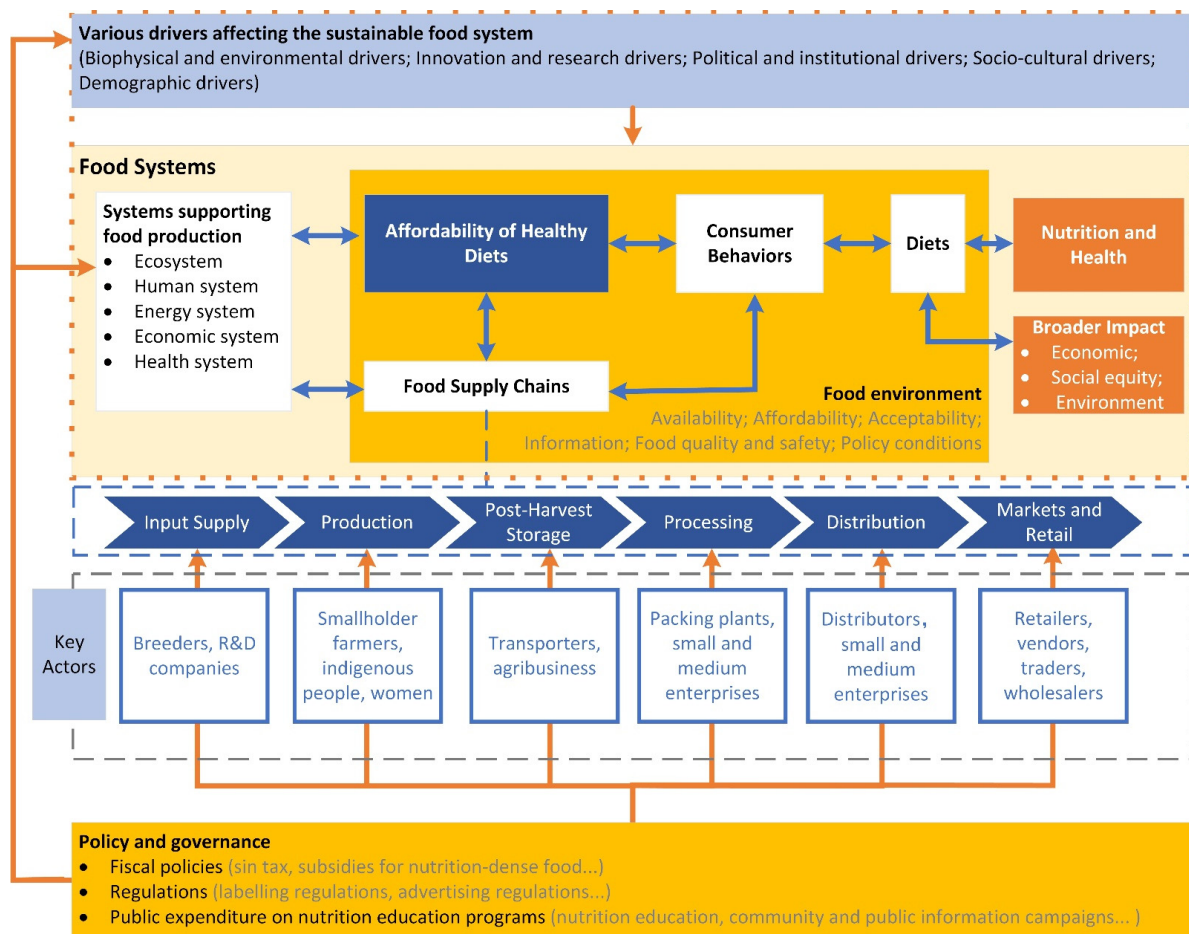 Various drivers affecting the sustainable food system
(Biophysical and environmental drivers; Innovation and research drivers; Political and institutional drivers; Socio-cultural drivers;
Demographic drivers)
Food Systems
Systems supporting
food production
● Ecosystem
● Human system
● Energy system
● Economic system
● Health system
Affordability of Healthy
Diets
Consumer
Behaviors
Diets
Nutrition and
Health
Broader Impact
● Economic;
● Social equity;
● Environment
Food Supply Chains
Food environment
Availability; Affordability; Acceptability;
Information; Food quality and safety; Policy conditions
Input Supply
Production
Post-Harvest
Storage
Processing
Distribution
Markets and
Retail
Key
Actors
Breeders, R&D
companies
Smallholder
farmers,
indigenous
people, women
Transporters,
agribusiness
Packing plants,
small and
medium
enterprises
Distributors，
small and
medium
enterprises
Retailers,
vendors,
traders,
wholesalers
Policy and governance
● Fiscal policies (sin tax, subsidies for nutrition-dense food...)
● Regulations (labelling regulations, advertising regulations...)
● Public expenditure on nutrition education programs (nutrition education, community and public information campaigns... )